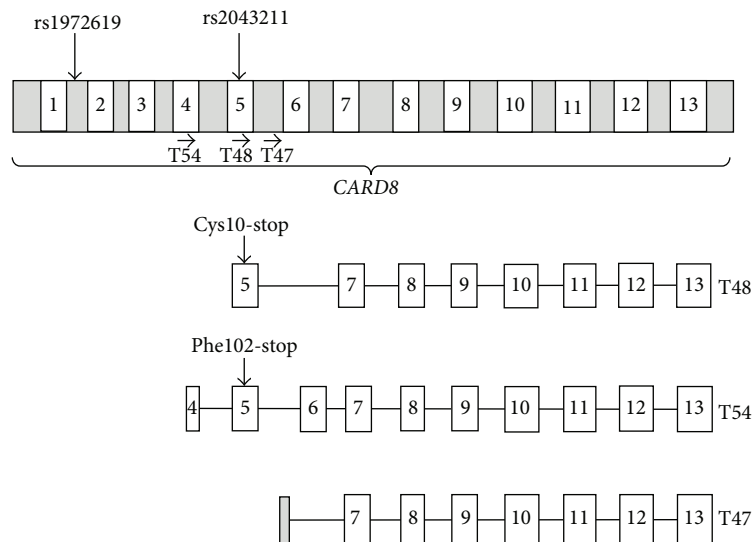 rs1972619 rs2043211
1 2 3 4 5 6 7 8 9 10 11 12 13
T54 T48 T47
CARD8
Cys10-stop
5 7 8 9 10 11 12 13 T48
Phe102-stop
4 5 6 7 8 9 10 11 12 13 T54
7 8 9 10 11 12 13 T47